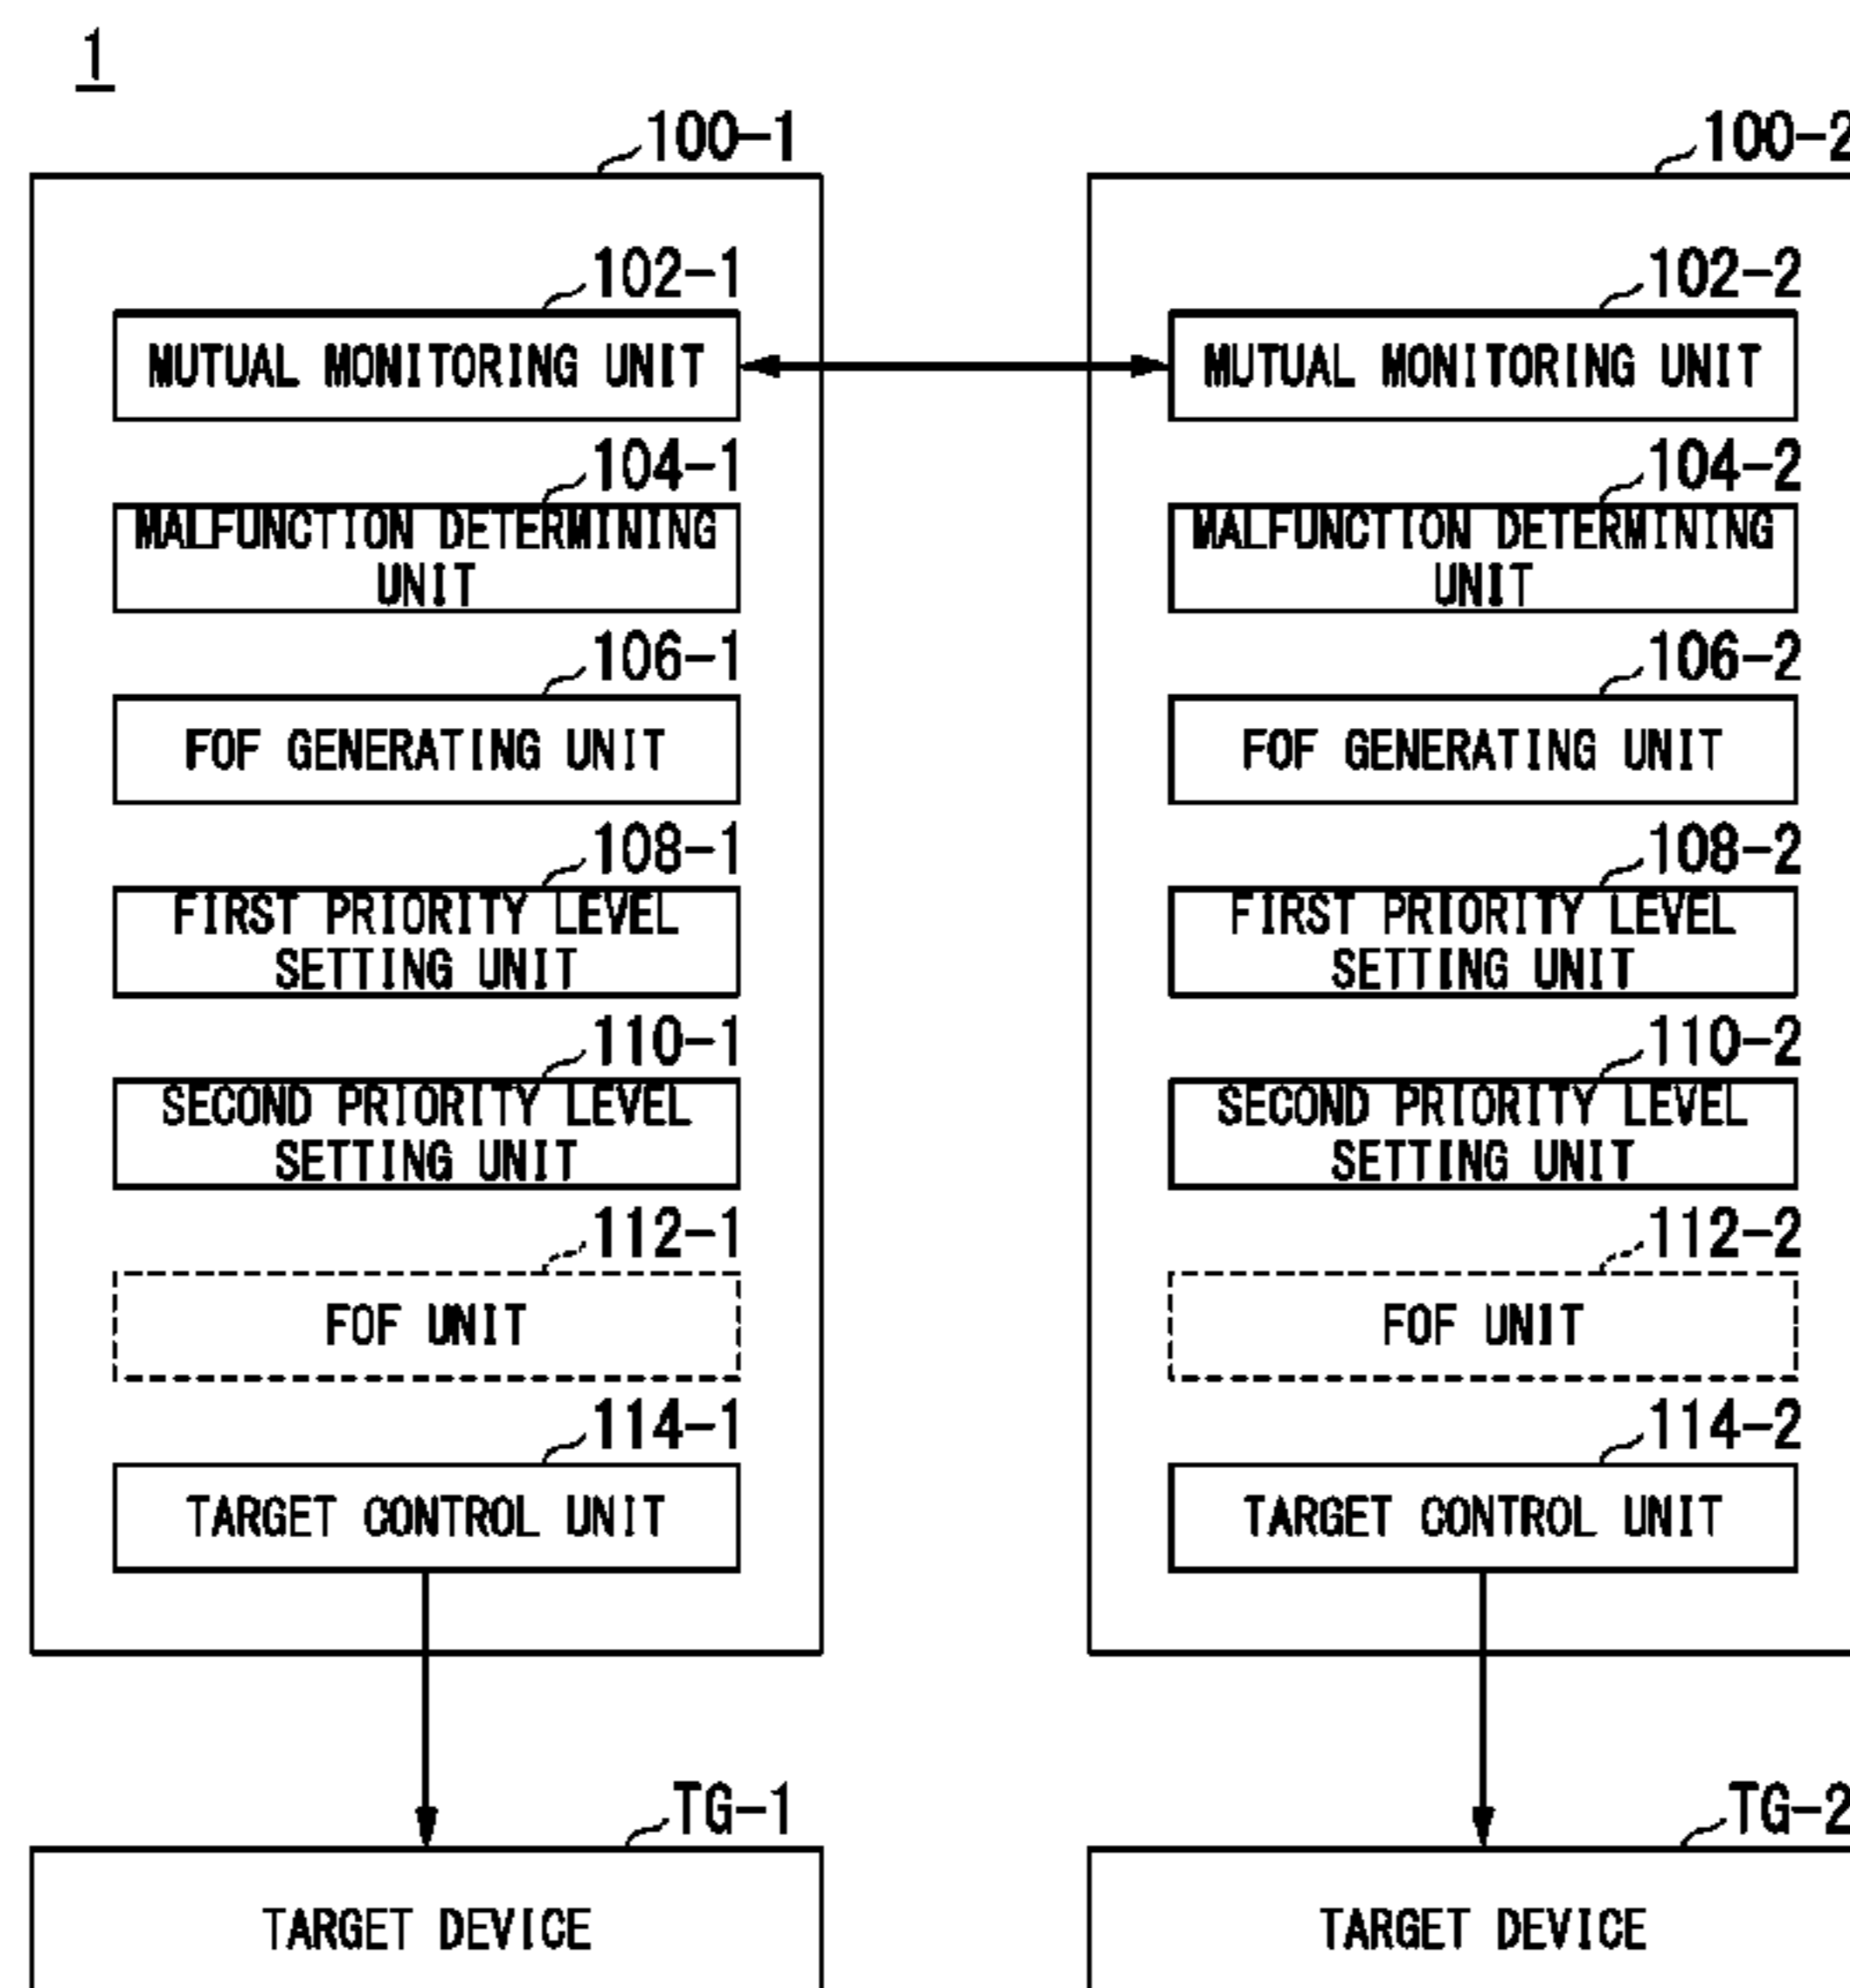 1
100-1
102-1
MUTUAL MONITORING UNIT
104-1
MALFUNCTION DETERMINING
UNIT
106-1
FOF GENERATING UNIT
108-1
FIRST PRIORITY LEVEL
SETTING UNIT
110-1
SECOND PRIORITY LEVEL
SETTING UNIT
112-1
FOF UNIT
114-1
TARGET CONTROL UNIT
TG-1
TARGET DEVICE
100-2
102-2
MUTUAL MONITORING UNIT
104-2
MALFUNCTION DETERMINING
UNIT
106-2
FOF GENERATING UNIT
108-2
FIRST PRIORITY LEVEL
SETTING UNIT
110-2
SECOND PRIORITY LEVEL
SETTING UNIT
112-2
FOF UNIT
114-2
TARGET CONTROL UNIT
TG-2
TARGET DEVICE